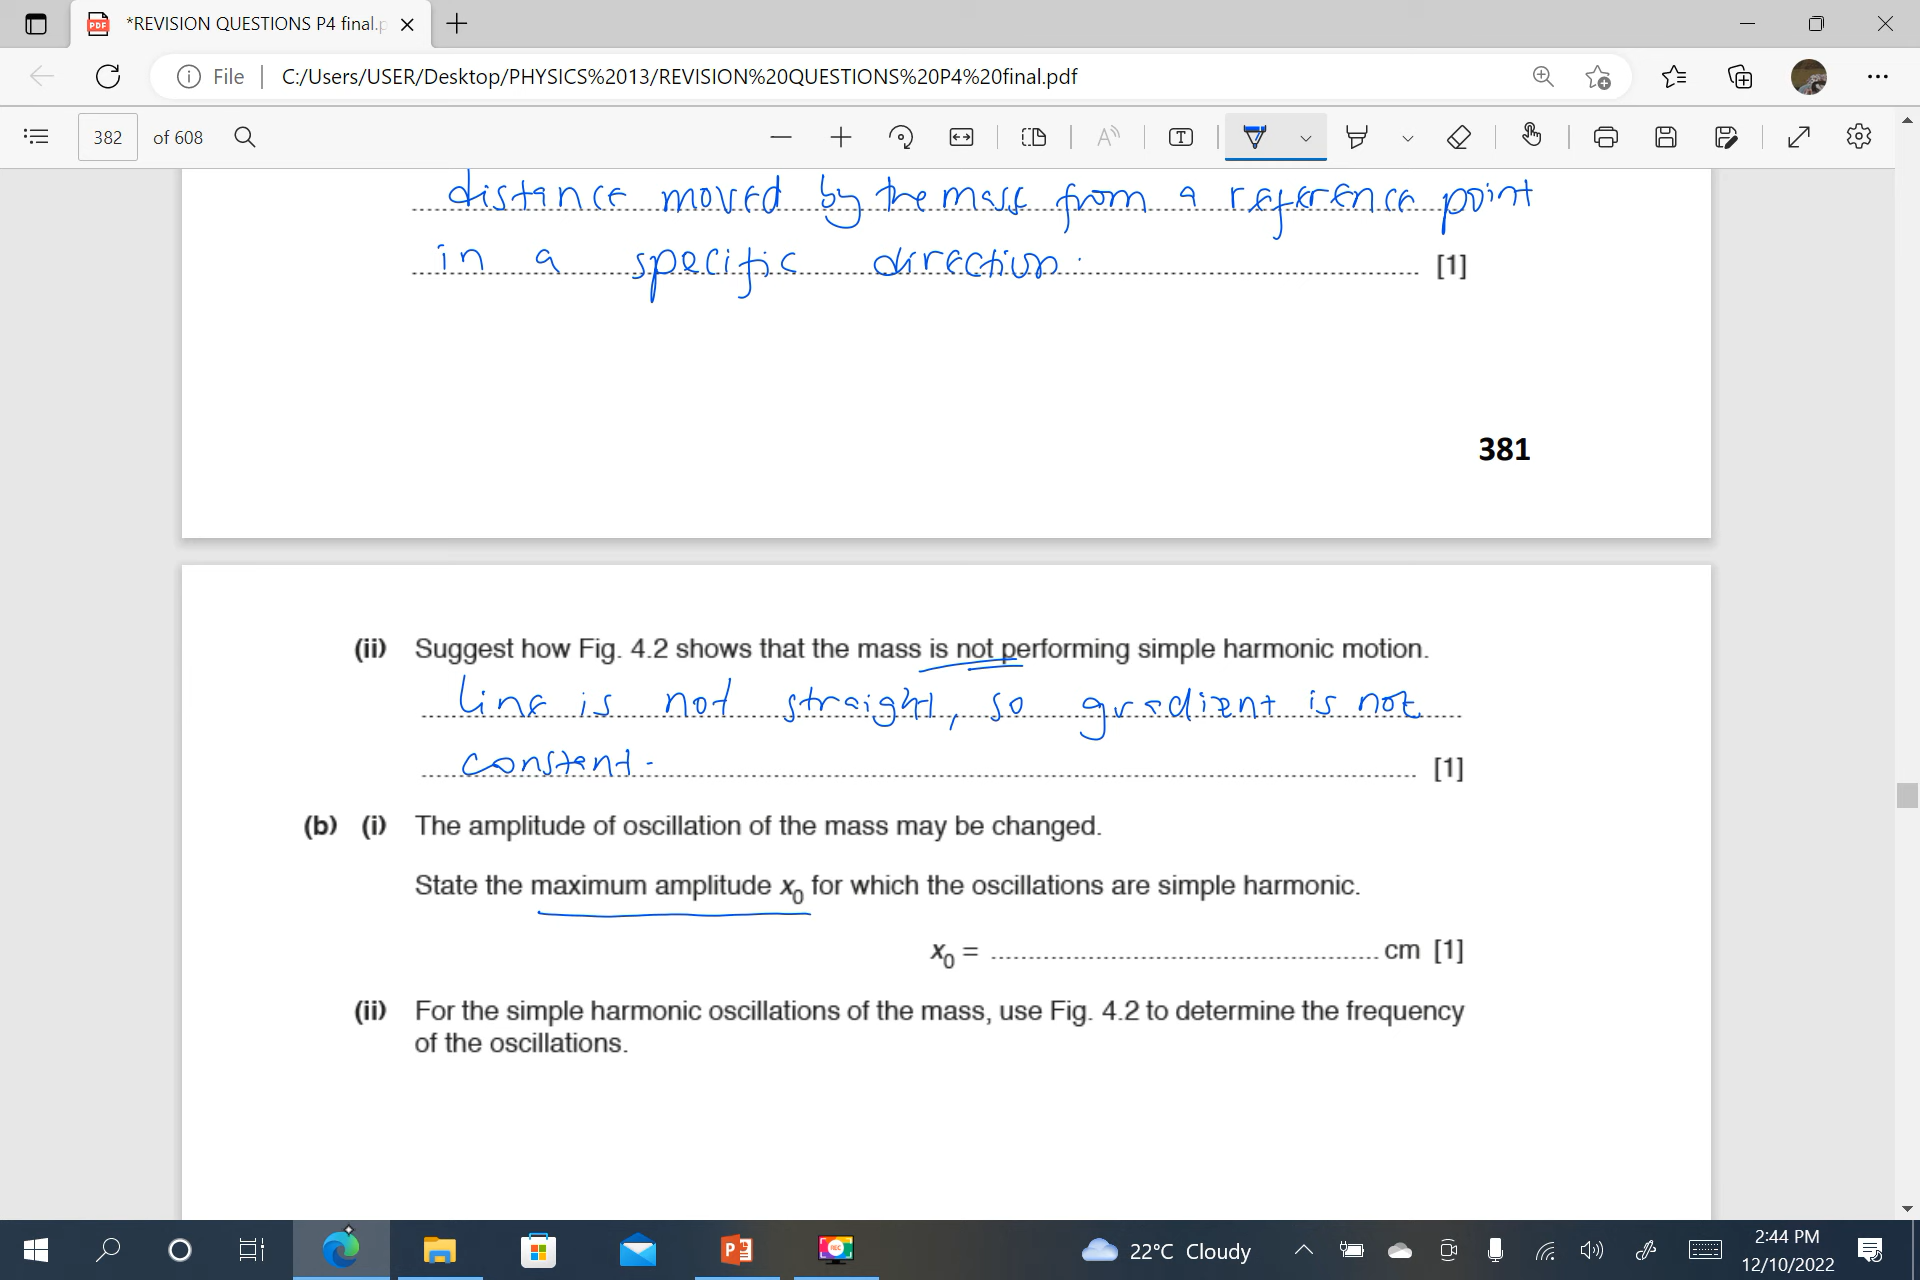 *REVISION QUESTIONS P4 final.p
File
C:/Users/USER/Desktop/PHYSICS%2013/REVISION%20QUESTIONS%20P4%20final.pdf
382 of 608
distance moved by the mass from a reference point
in a specific direction. [1]
381
(ii) Suggest how Fig. 4.2 shows that the mass is not performing simple harmonic motion.
line is not straight, so gradient is not
constant. [1]
(b) (i) The amplitude of oscillation of the mass may be changed.
State the maximum amplitude x₀ for which the oscillations are simple harmonic.
x₀ = .................................................... cm [1]
(ii) For the simple harmonic oscillations of the mass, use Fig. 4.2 to determine the frequency
of the oscillations.
22°C Cloudy
2:44 PM
12/10/2022